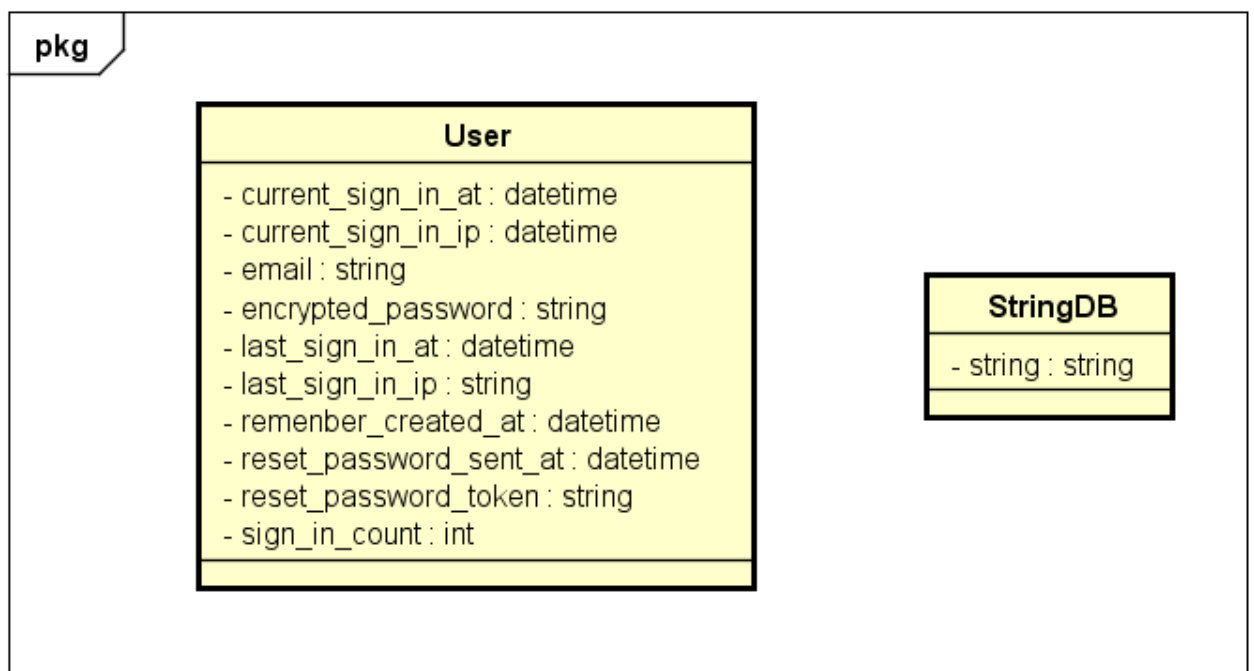 pkg
User
- current_sign_in_at : datetime
- current_sign_in_ip : datetime
- email : string
- encrypted_password : string
- last_sign_in_at : datetime
- last_sign_in_ip : string
- remenber_created_at : datetime
- reset_password_sent_at : datetime
- reset_password_token : string
- sign_in_count : int
StringDB
- string : string